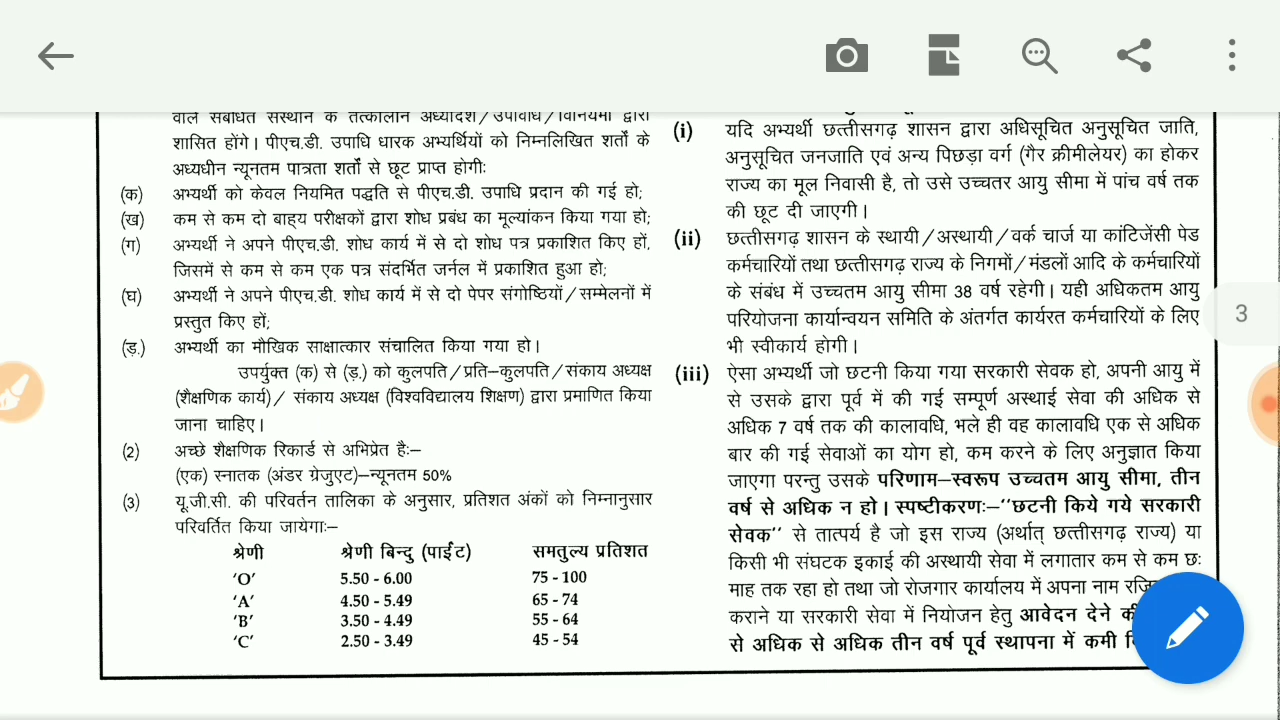 वाले संबंधित संस्थान के तत्कालीन अध्यादेश/उपविधि/विनियमों द्वारा
शासित होंगे। पीएच.डी. उपाधि धारक अभ्यर्थियों को निम्नलिखित शर्तों के
अध्यधीन न्यूनतम पात्रता शर्तों से छूट प्राप्त होगी:
(क) अभ्यर्थी को केवल नियमित पद्धति से पीएच.डी. उपाधि प्रदान की गई हो;
(ख) कम से कम दो बाह्य परीक्षकों द्वारा शोध प्रबंध का मूल्यांकन किया गया हो;
(ग) अभ्यर्थी ने अपने पीएच.डी. शोध कार्य में से दो शोध पत्र प्रकाशित किए हों,
जिसमें से कम से कम एक पत्र संदर्भित जर्नल में प्रकाशित हुआ हो;
(घ) अभ्यर्थी ने अपने पीएच.डी. शोध कार्य में से दो पेपर संगोष्ठियों/सम्मेलनों में
प्रस्तुत किए हों;
(ड़.) अभ्यर्थी का मौखिक साक्षात्कार संचालित किया गया हो।
उपर्युक्त (क) से (ड़.) को कुलपति/प्रति–कुलपति/संकाय अध्यक्ष
(शैक्षणिक कार्य)/ संकाय अध्यक्ष (विश्वविद्यालय शिक्षण) द्वारा प्रमाणित किया
जाना चाहिए।
(2) अच्छे शैक्षणिक रिकार्ड से अभिप्रेत है:–
(एक) स्नातक (अंडर ग्रेजुएट)–न्यूनतम 50%
(3) यू.जी.सी. की परिवर्तन तालिका के अनुसार, प्रतिशत अंकों को निम्नानुसार
परिवर्तित किया जायेगा:–
श्रेणी श्रेणी बिन्दु (पाईंट) समतुल्य प्रतिशत
'O' 5.50 - 6.00 75 - 100
'A' 4.50 - 5.49 65 - 74
'B' 3.50 - 4.49 55 - 64
'C' 2.50 - 3.49 45 - 54
(i) यदि अभ्यर्थी छत्तीसगढ़ शासन द्वारा अधिसूचित अनुसूचित जाति,
अनुसूचित जनजाति एवं अन्य पिछड़ा वर्ग (गैर क्रीमीलेयर) का होकर
राज्य का मूल निवासी है, तो उसे उच्चतर आयु सीमा में पांच वर्ष तक
की छूट दी जाएगी।
(ii) छत्तीसगढ़ शासन के स्थायी/अस्थायी/वर्क चार्ज या कांटिजेंसी पेड
कर्मचारियों तथा छत्तीसगढ़ राज्य के निगमों/मंडलों आदि के कर्मचारियों
के संबंध में उच्चतम आयु सीमा 38 वर्ष रहेगी। यही अधिकतम आयु
परियोजना कार्यान्वयन समिति के अंतर्गत कार्यरत कर्मचारियों के लिए
भी स्वीकार्य होगी।
(iii) ऐसा अभ्यर्थी जो छटनी किया गया सरकारी सेवक हो, अपनी आयु में
से उसके द्वारा पूर्व में की गई सम्पूर्ण अस्थाई सेवा की अधिक से
अधिक 7 वर्ष तक की कालावधि, भले ही वह कालावधि एक से अधिक
बार की गई सेवाओं का योग हो, कम करने के लिए अनुज्ञात किया
जाएगा परन्तु उसके परिणाम–स्वरूप उच्चतम आयु सीमा, तीन
वर्ष से अधिक न हो। स्पष्टीकरण:–''छटनी किये गये सरकारी
सेवक'' से तात्पर्य है जो इस राज्य (अर्थात् छत्तीसगढ़ राज्य) या
किसी भी संघटक इकाई की अस्थायी सेवा में लगातार कम से कम छ:
माह तक रहा हो तथा जो रोजगार कार्यालय में अपना नाम
कराने या सरकारी सेवा में नियोजन हेतु आवेदन देने
से अधिक से अधिक तीन वर्ष पूर्व स्थापना में कमी
3